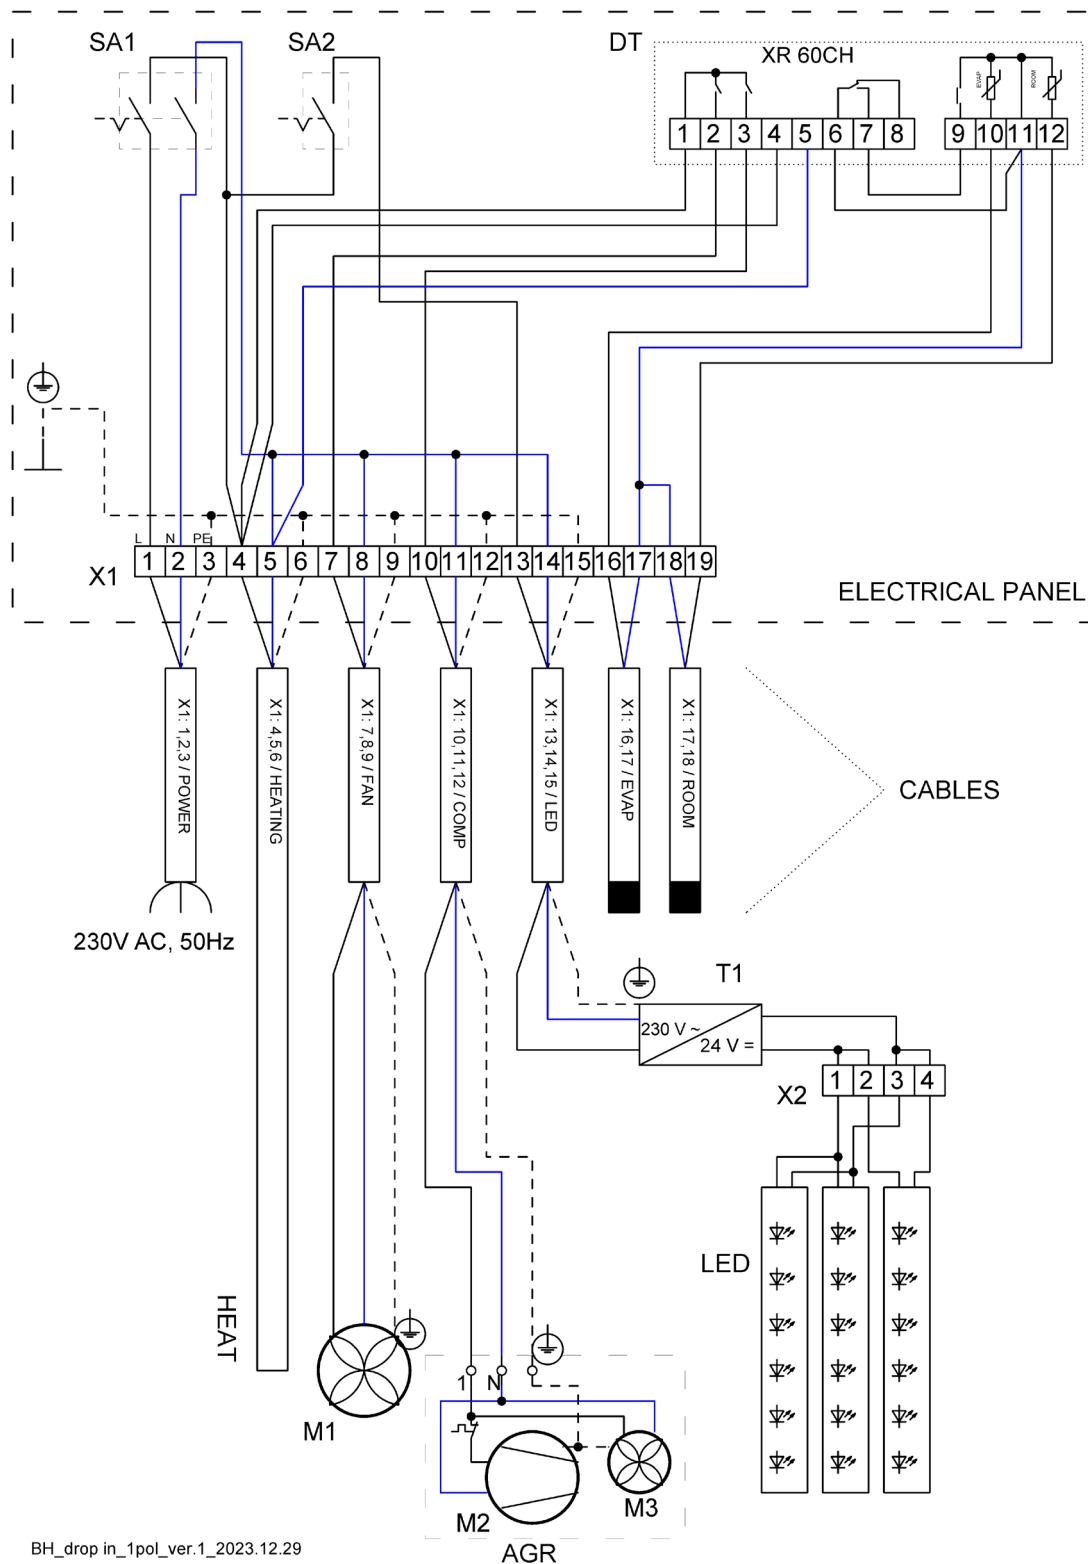 SA1
SA2
DT
XR 60CH
EVAP
ROOM
1 2 3 4 5 6 7 8
9 10 11 12
L N PE
X1
1 2 3 4 5 6 7 8 9 10 11 12 13 14 15 16 17 18 19
ELECTRICAL PANEL
X1: 1,2,3 / POWER
X1: 4,5,6 / HEATING
X1: 7,8,9 / FAN
X1: 10,11,12 / COMP
X1: 13,14,15 / LED
X1: 16,17 / EVAP
X1: 17,18 / ROOM
CABLES
230V AC, 50Hz
T1
230 V ~
24 V =
X2
1 2 3 4
LED
HEAT
M1
1 N
M2
M3
AGR
BH_drop in_1pol_ver.1_2023.12.29